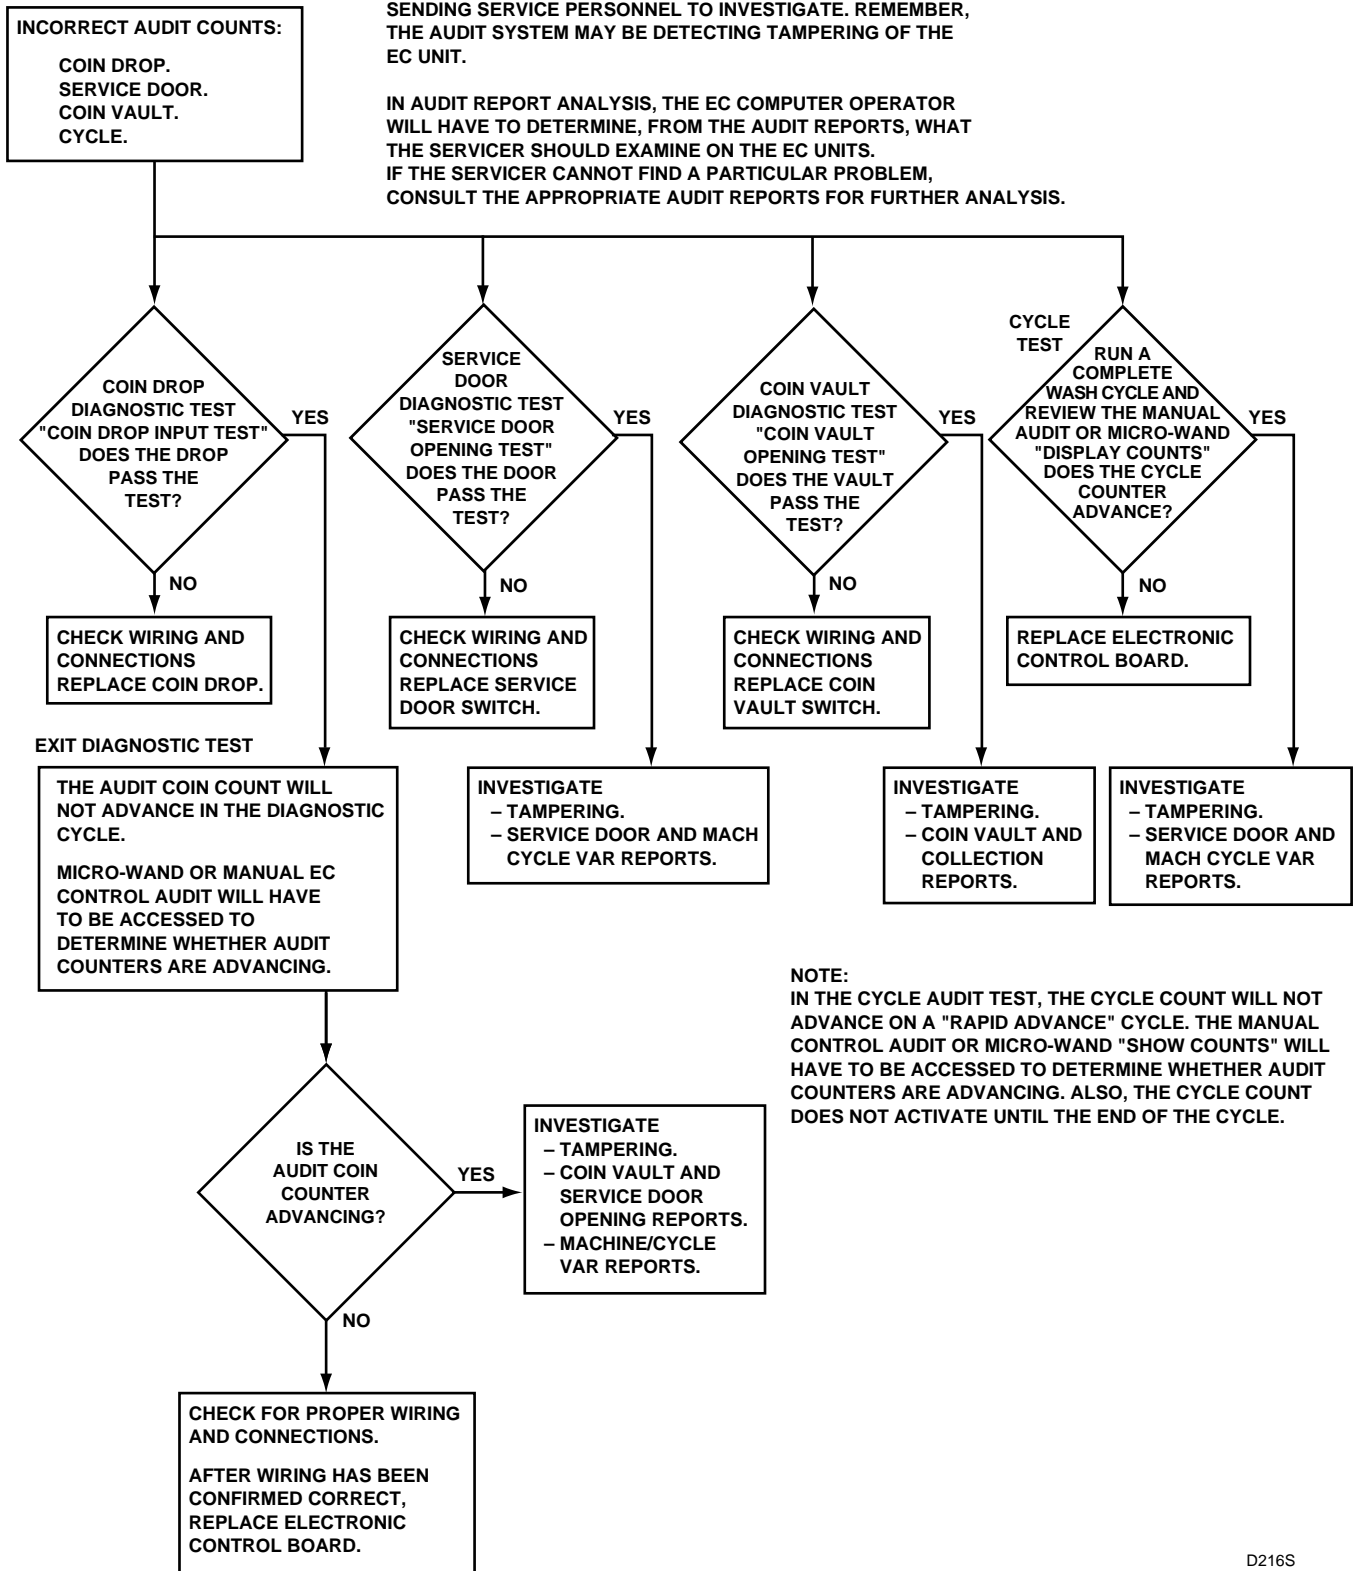 INCORRECT AUDIT COUNTS:
COIN DROP.
SERVICE DOOR.
COIN VAULT.
CYCLE.
SENDING SERVICE PERSONNEL TO INVESTIGATE. REMEMBER,
THE AUDIT SYSTEM MAY BE DETECTING TAMPERING OF THE
EC UNIT.
IN AUDIT REPORT ANALYSIS, THE EC COMPUTER OPERATOR
WILL HAVE TO DETERMINE, FROM THE AUDIT REPORTS, WHAT
THE SERVICER SHOULD EXAMINE ON THE EC UNITS.
IF THE SERVICER CANNOT FIND A PARTICULAR PROBLEM,
CONSULT THE APPROPRIATE AUDIT REPORTS FOR FURTHER ANALYSIS.
COIN DROP
DIAGNOSTIC TEST
"COIN DROP INPUT TEST"
DOES THE DROP
PASS THE
TEST?
YES
NO
SERVICE
DOOR
DIAGNOSTIC TEST
"SERVICE DOOR
OPENING TEST"
DOES THE DOOR
PASS THE
TEST?
YES
NO
COIN VAULT
DIAGNOSTIC TEST
"COIN VAULT
OPENING TEST"
DOES THE VAULT
PASS THE
TEST?
YES
NO
CYCLE
TEST
RUN A
COMPLETE
WASH CYCLE AND
REVIEW THE MANUAL
AUDIT OR MICRO-WAND
"DISPLAY COUNTS"
DOES THE CYCLE
COUNTER
ADVANCE?
YES
NO
CHECK WIRING AND
CONNECTIONS
REPLACE COIN DROP.
CHECK WIRING AND
CONNECTIONS
REPLACE SERVICE
DOOR SWITCH.
CHECK WIRING AND
CONNECTIONS
REPLACE COIN
VAULT SWITCH.
REPLACE ELECTRONIC
CONTROL BOARD.
EXIT DIAGNOSTIC TEST
THE AUDIT COIN COUNT WILL
NOT ADVANCE IN THE DIAGNOSTIC
CYCLE.
MICRO-WAND OR MANUAL EC
CONTROL AUDIT WILL HAVE
TO BE ACCESSED TO
DETERMINE WHETHER AUDIT
COUNTERS ARE ADVANCING.
INVESTIGATE
– TAMPERING.
– SERVICE DOOR AND MACH
CYCLE VAR REPORTS.
INVESTIGATE
– TAMPERING.
– COIN VAULT AND
COLLECTION
REPORTS.
INVESTIGATE
– TAMPERING.
– SERVICE DOOR AND
MACH CYCLE VAR
REPORTS.
NOTE:
IN THE CYCLE AUDIT TEST, THE CYCLE COUNT WILL NOT
ADVANCE ON A "RAPID ADVANCE" CYCLE. THE MANUAL
CONTROL AUDIT OR MICRO-WAND "SHOW COUNTS" WILL
HAVE TO BE ACCESSED TO DETERMINE WHETHER AUDIT
COUNTERS ARE ADVANCING. ALSO, THE CYCLE COUNT
DOES NOT ACTIVATE UNTIL THE END OF THE CYCLE.
IS THE
AUDIT COIN
COUNTER
ADVANCING?
YES
NO
INVESTIGATE
– TAMPERING.
– COIN VAULT AND
SERVICE DOOR
OPENING REPORTS.
– MACHINE/CYCLE
VAR REPORTS.
CHECK FOR PROPER WIRING
AND CONNECTIONS.
AFTER WIRING HAS BEEN
CONFIRMED CORRECT,
REPLACE ELECTRONIC
CONTROL BOARD.
D216S